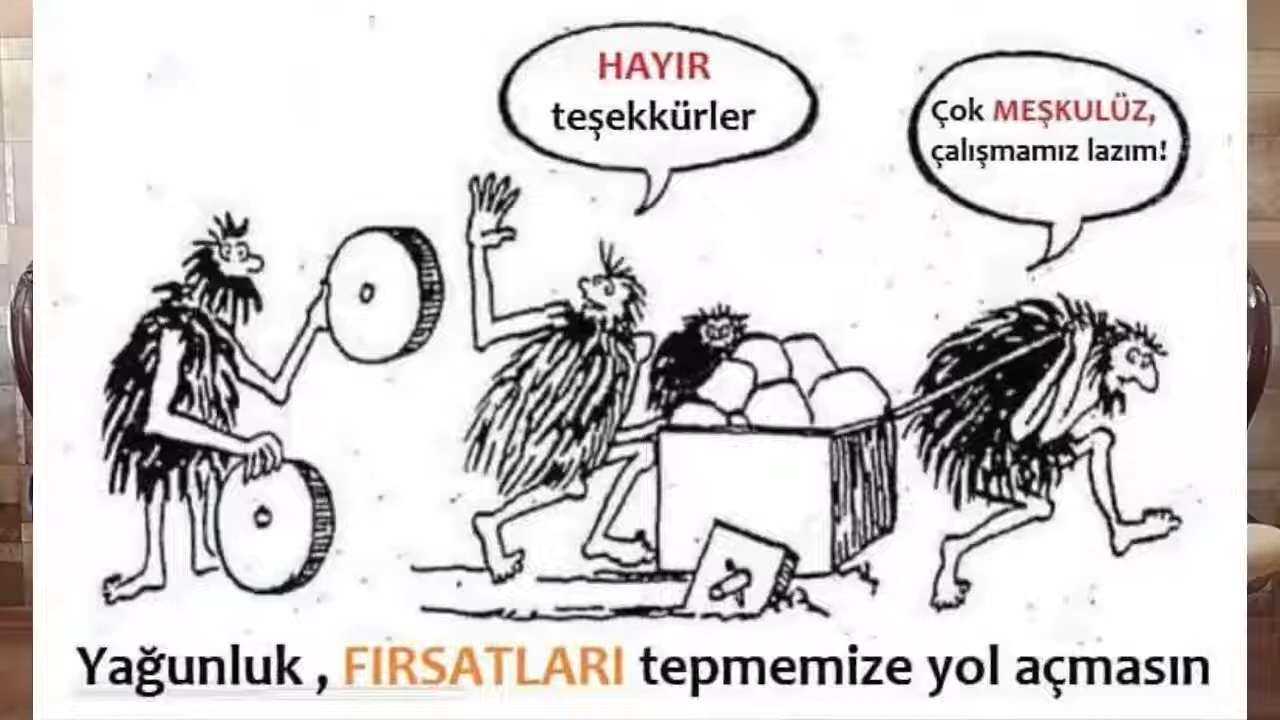 HAYIR
teşekkürler
Çok MEŞKULÜZ,
çalışmamız lazım!
Yağunluk , FIRSATLARI tepmemize yol açmasın